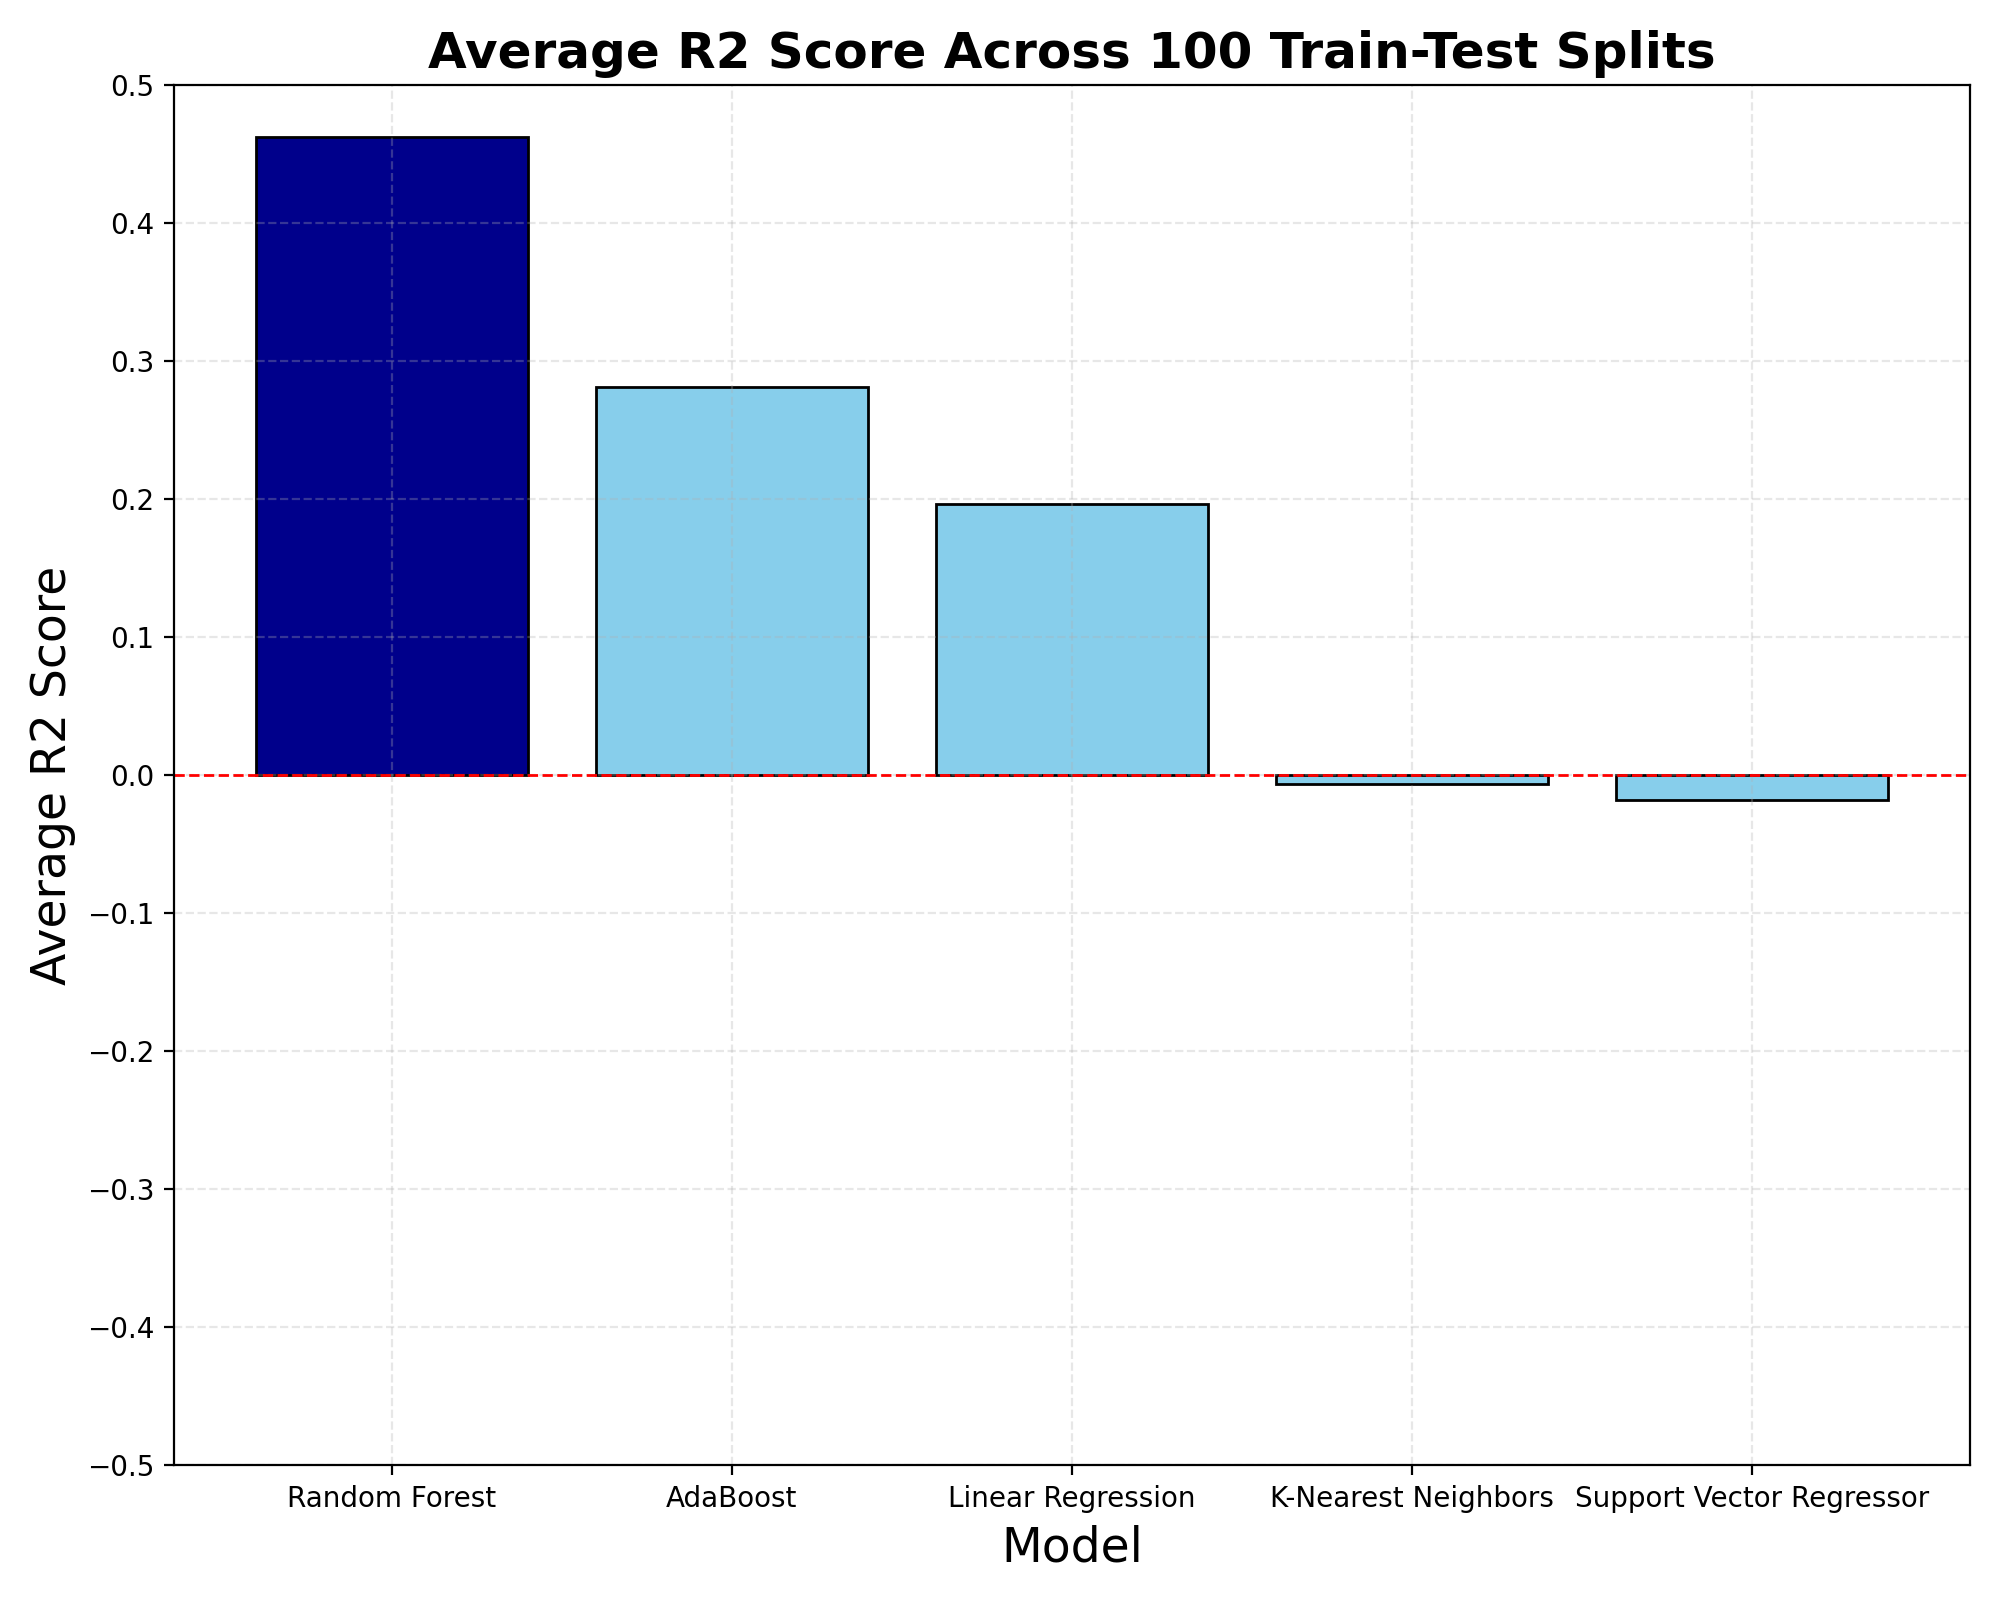 Average R2 Score Across 100 Train-Test Splits
Average R2 Score
0.5
0.4
0.3
0.2
0.1
0.0
−0.1
−0.2
−0.3
−0.4
−0.5
Random Forest AdaBoost Linear Regression K-Nearest Neighbors Support Vector Regressor
Model